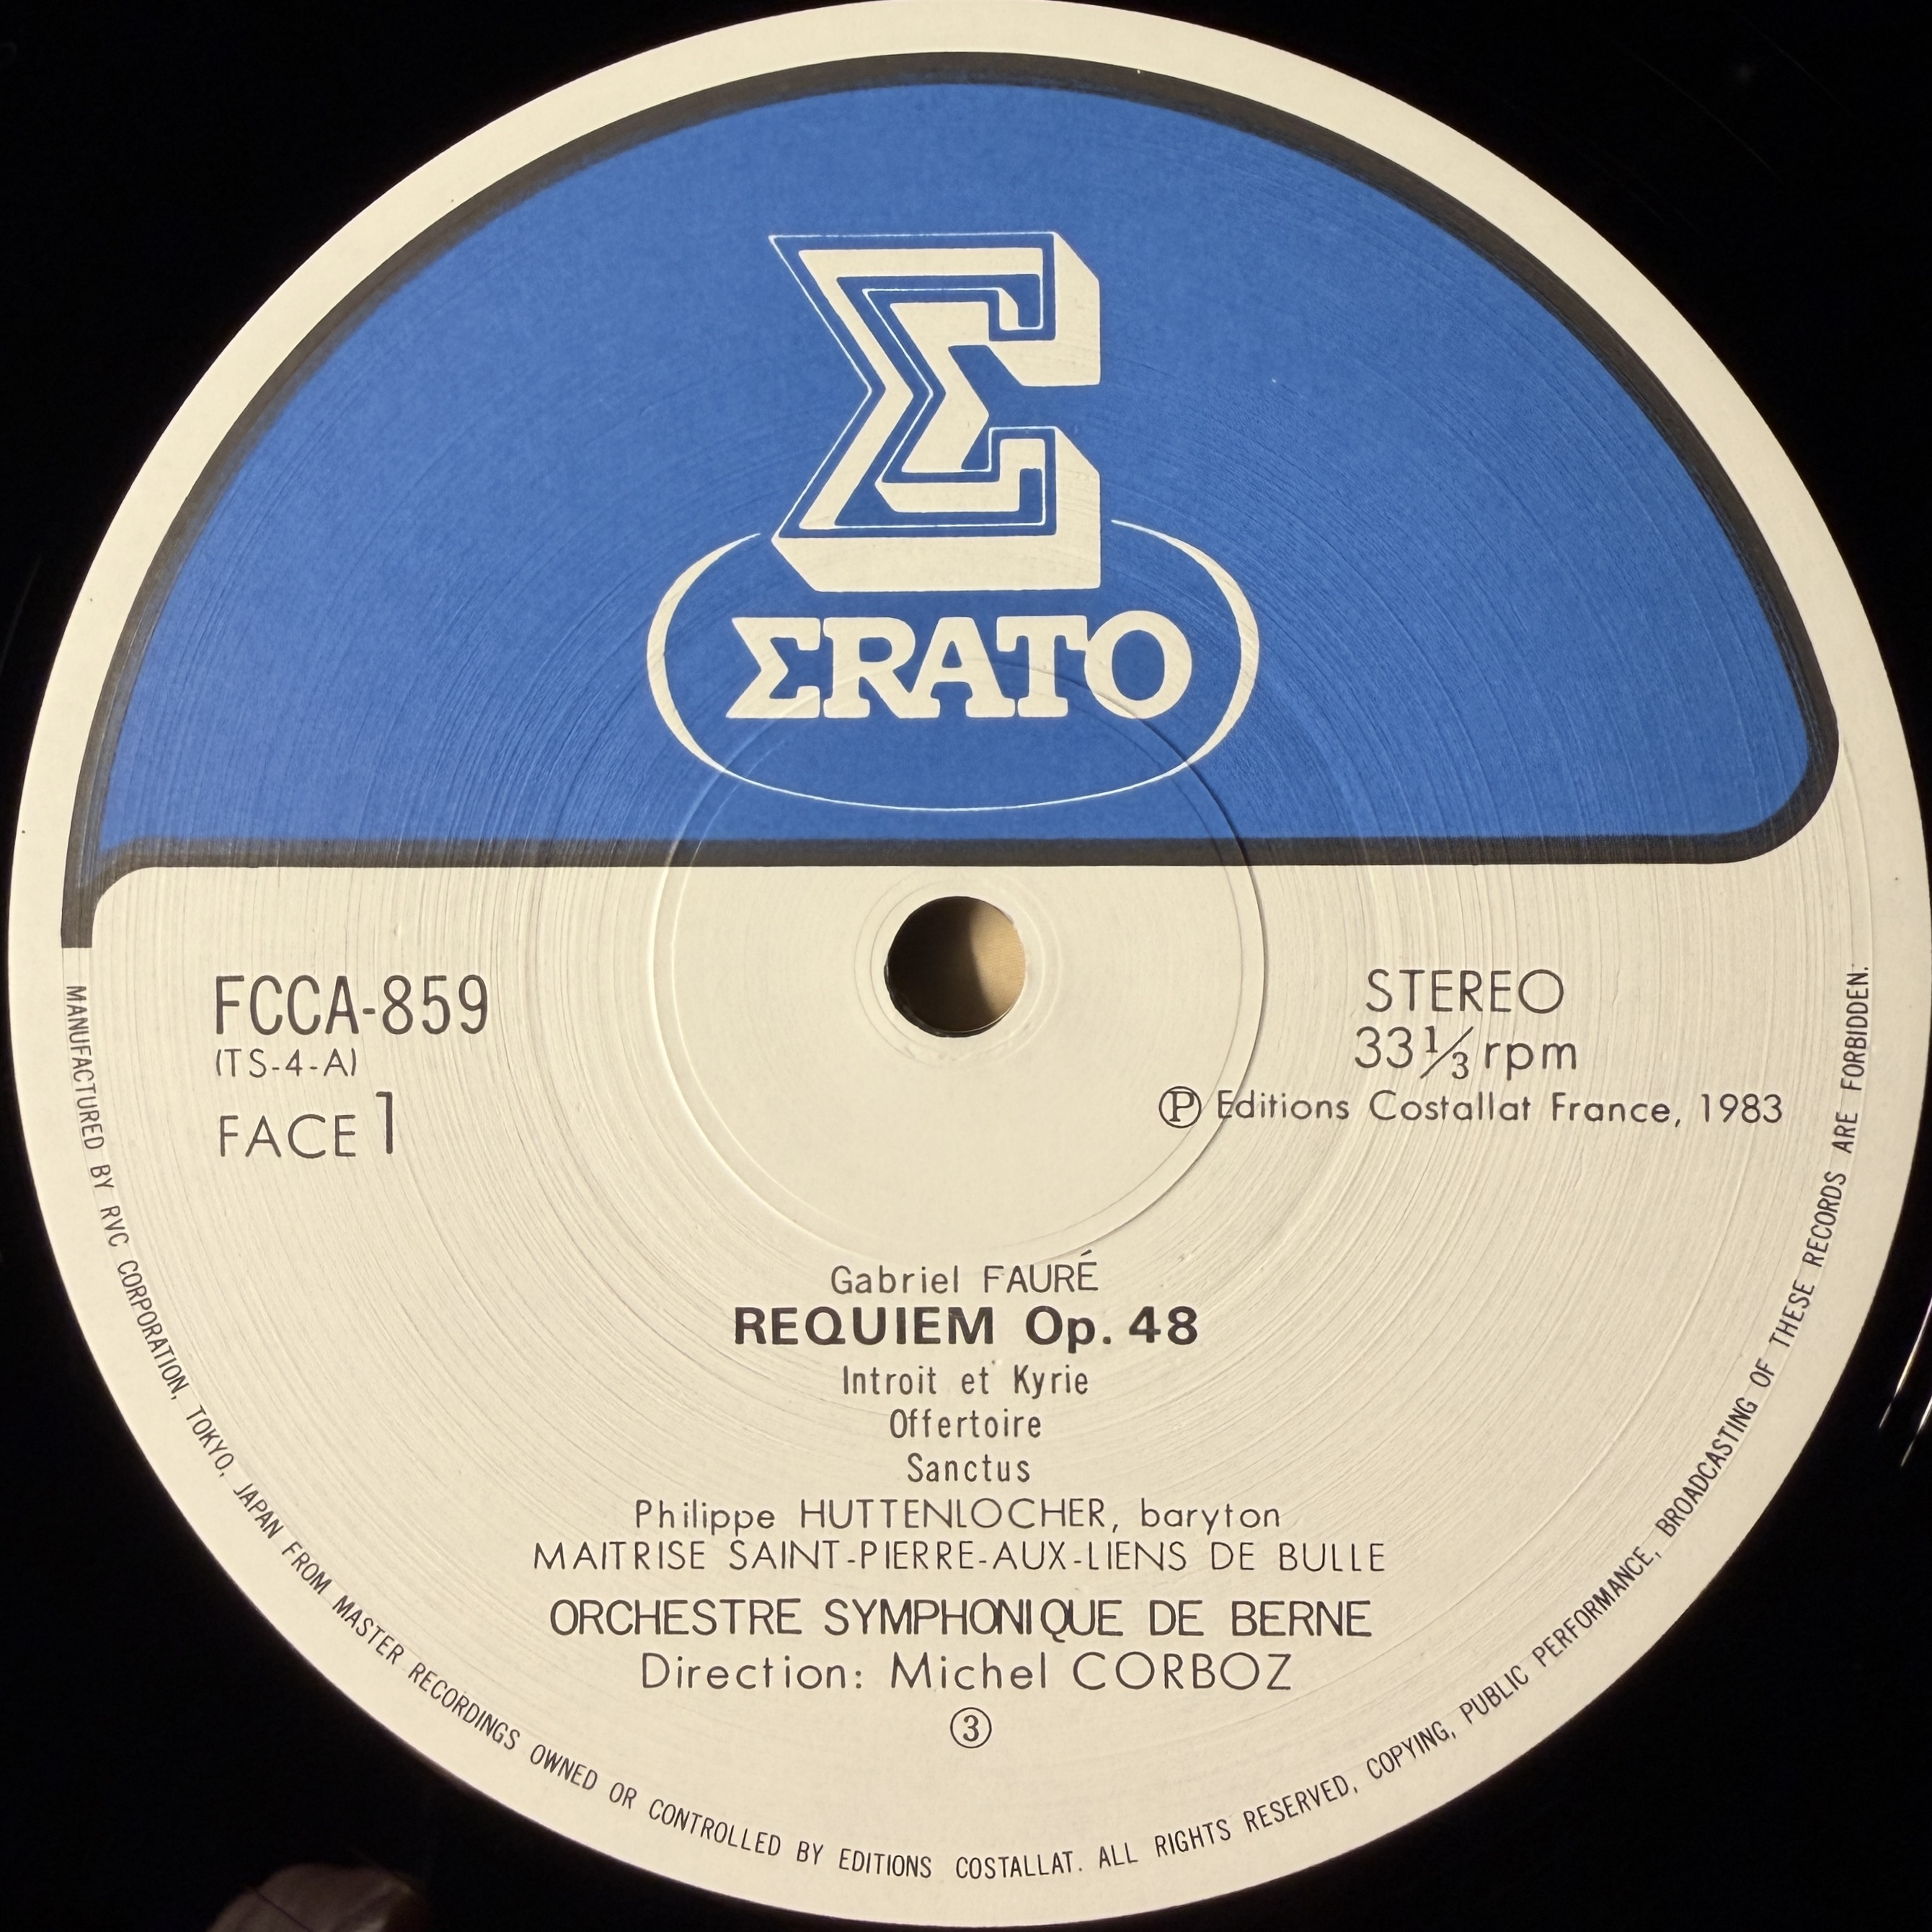 Σ
ΣRATO
FCCA-859
(TS-4-A)
FACE 1
STEREO
33 1/3 rpm
Ⓟ Editions Costallat France, 1983
Gabriel FAURÉ
REQUIEM Op. 48
Introit et Kyrie
Offertoire
Sanctus
Philippe HUTTENLOCHER, baryton
MAITRISE SAINT-PIERRE-AUX-LIENS DE BULLE
ORCHESTRE SYMPHONIQUE DE BERNE
Direction: Michel CORBOZ
③
MANUFACTURED BY RVC CORPORATION, TOKYO, JAPAN FROM MASTER RECORDINGS OWNED OR CONTROLLED BY EDITIONS COSTALLAT. ALL RIGHTS RESERVED, COPYING, PUBLIC PERFORMANCE, BROADCASTING OF THESE RECORDS ARE FORBIDDEN.